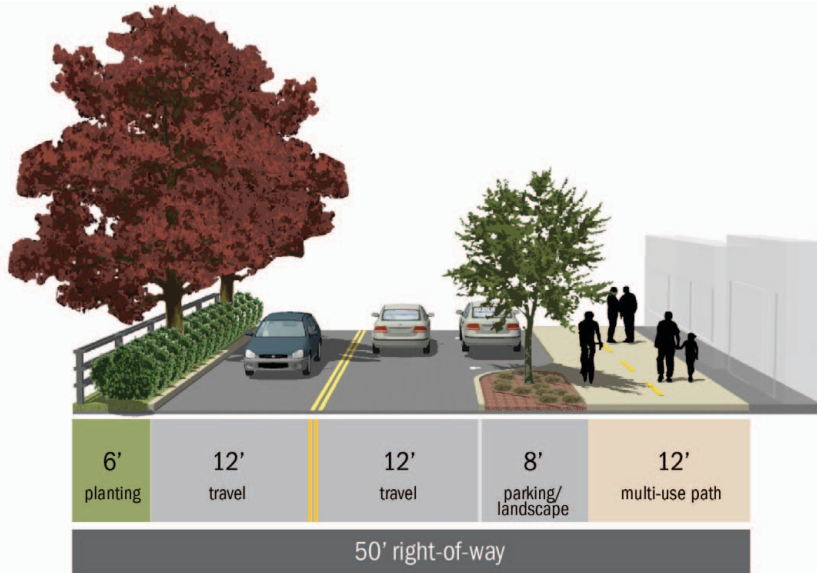 6’
planting
12’
travel
12’
travel
8’
parking/
landscape
12’
multi-use path
50’ right-of-way